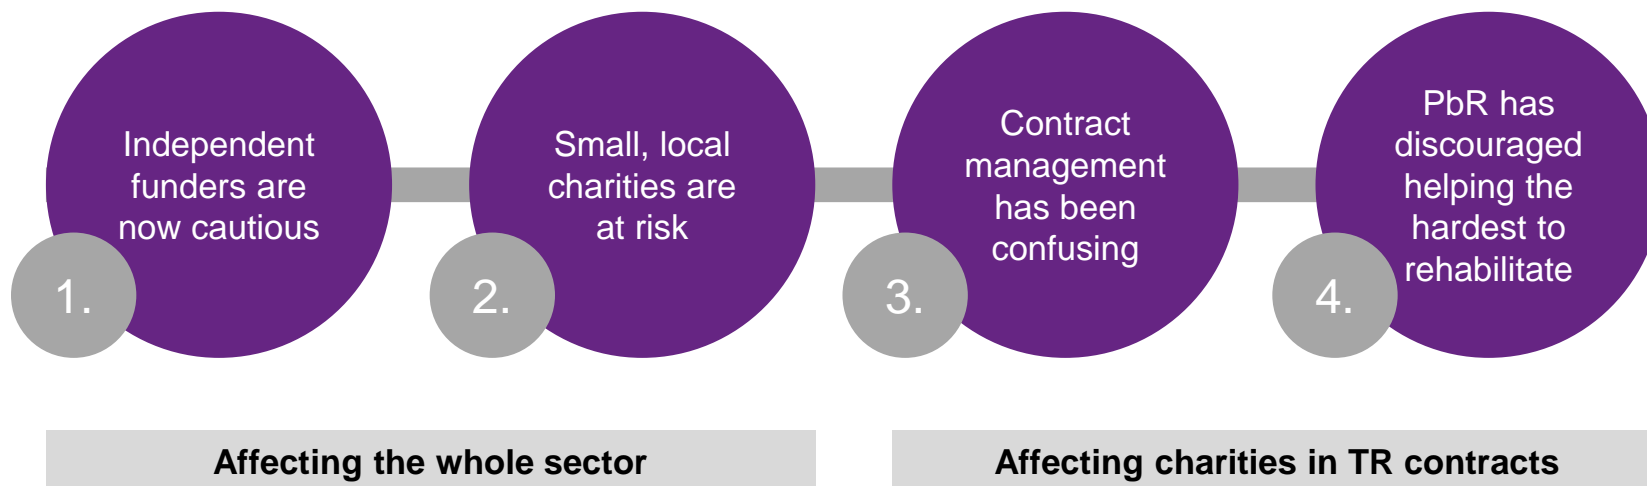 Independent
funders are
now cautious
1.
Small, local
charities are
at risk
2.
Contract
management
has been
confusing
3.
PbR has
discouraged
helping the
hardest to
rehabilitate
4.
Affecting the whole sector
Affecting charities in TR contracts